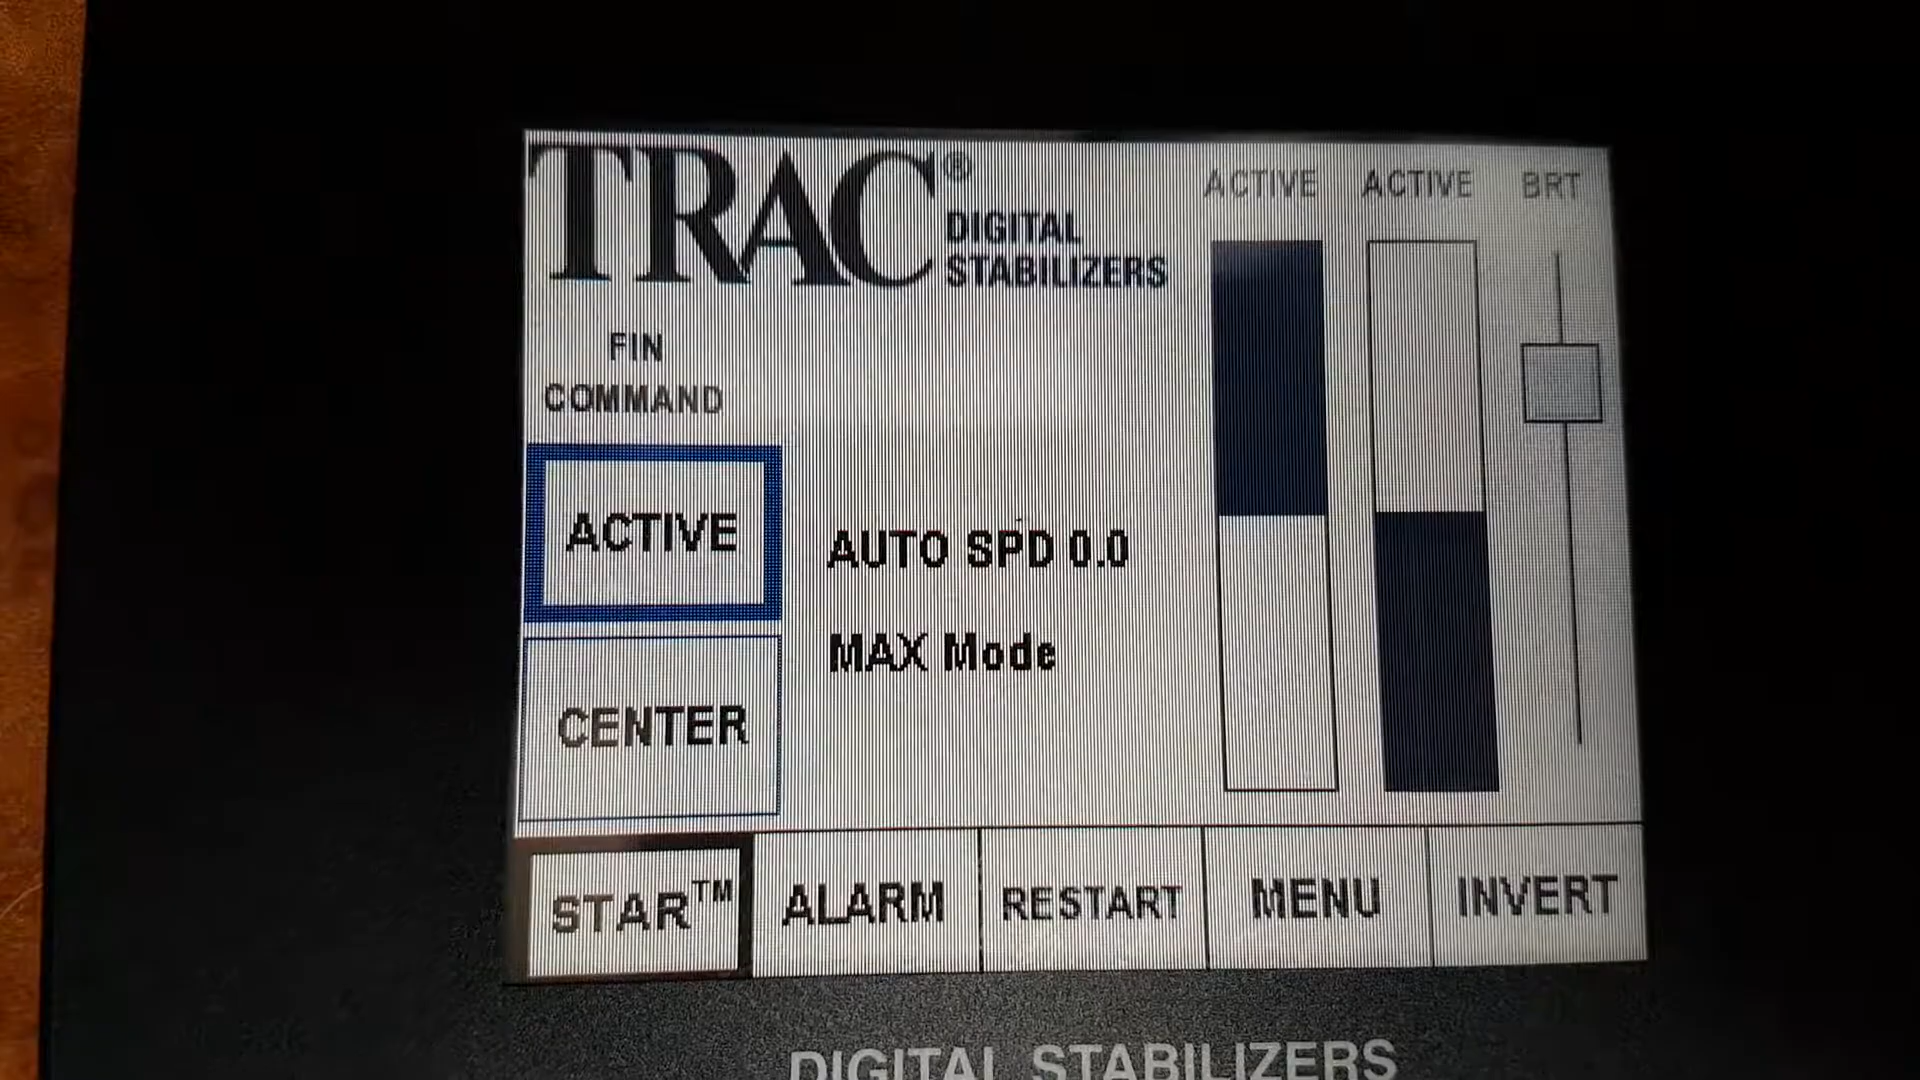 TRAC®
DIGITAL
STABILIZERS
ACTIVE
ACTIVE
BRT
FIN
COMMAND
ACTIVE
AUTO SPD 0.0
MAX Mode
CENTER
STAR™
ALARM
RESTART
MENU
INVERT
DIGITAL STABILIZERS